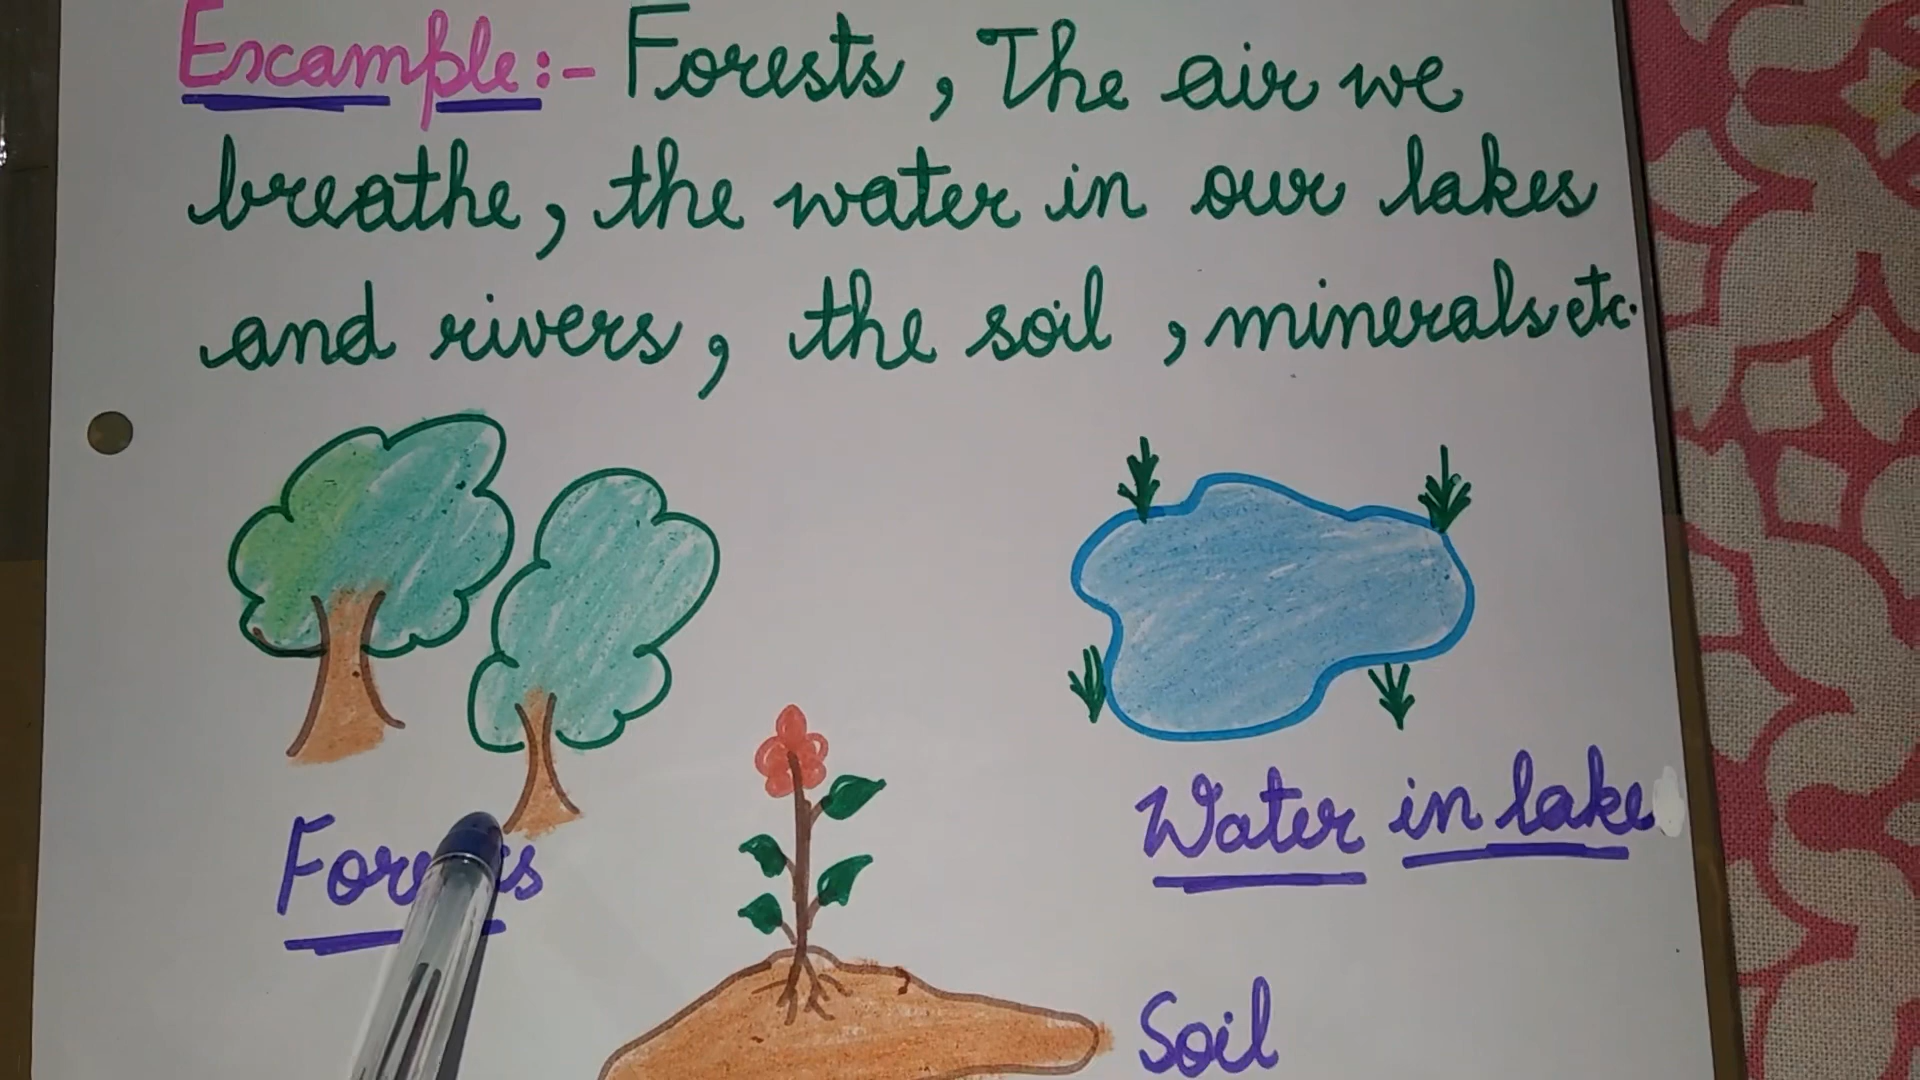 Example:- Forests, The air we
breathe, the water in our lakes
and rivers, the soil, minerals etc.
Water in lake
Soil